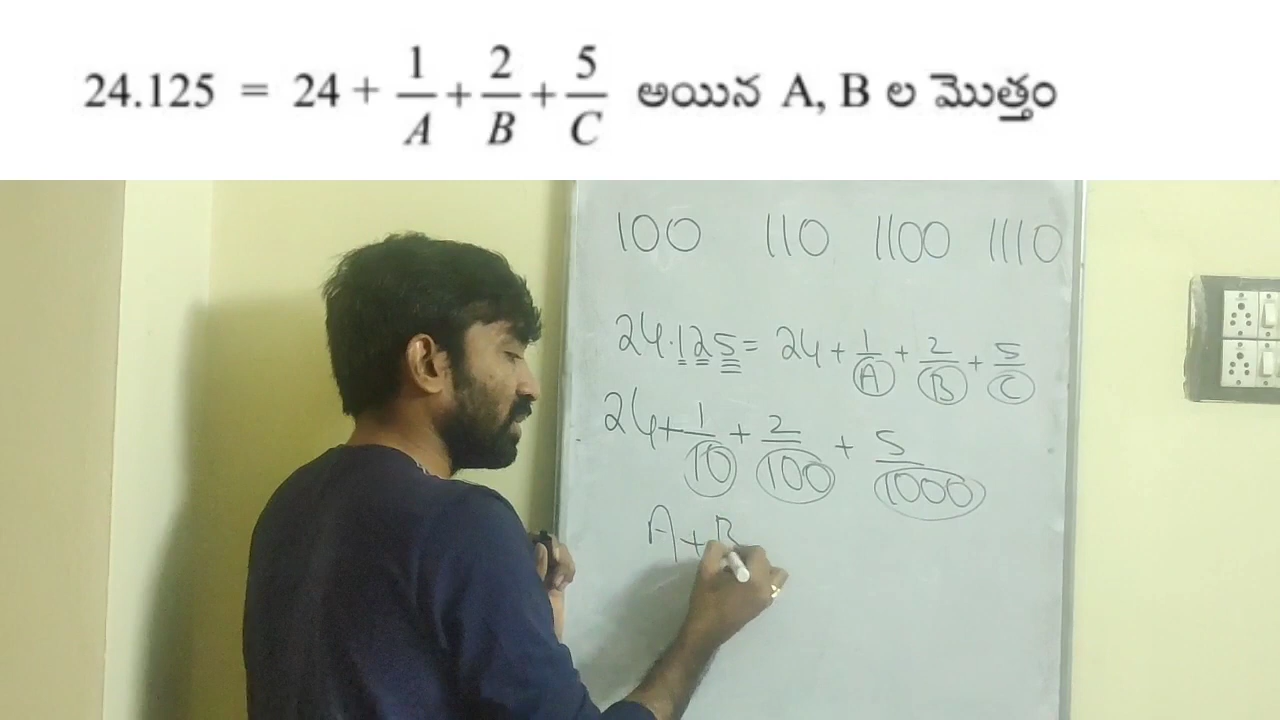 24.125 = 24 + 1/A + 2/B + 5/C అయిన A, B ల మొత్తం
100 110 1100 1110
24.125 = 24 + 1/A + 2/B + 5/C
24 + 1/10 + 2/100 + 5/1000
A + B